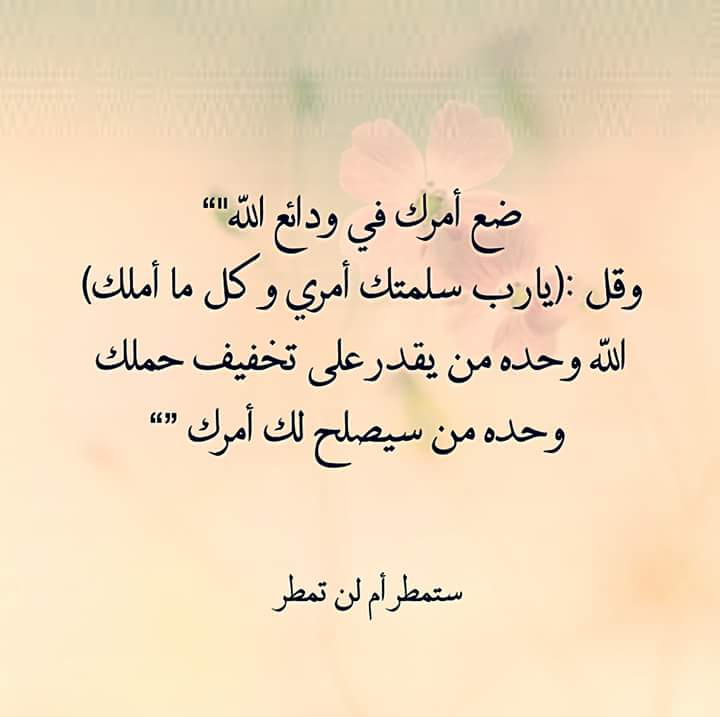 ضع أمرك في ودائع الله"“
وقل :(يارب سلمتك أمري وكل ما أملك)
الله وحده من يقدر على تخفيف حملك
وحده من سيصلح لك أمرك ”“
ستمطر أم لن تمطر